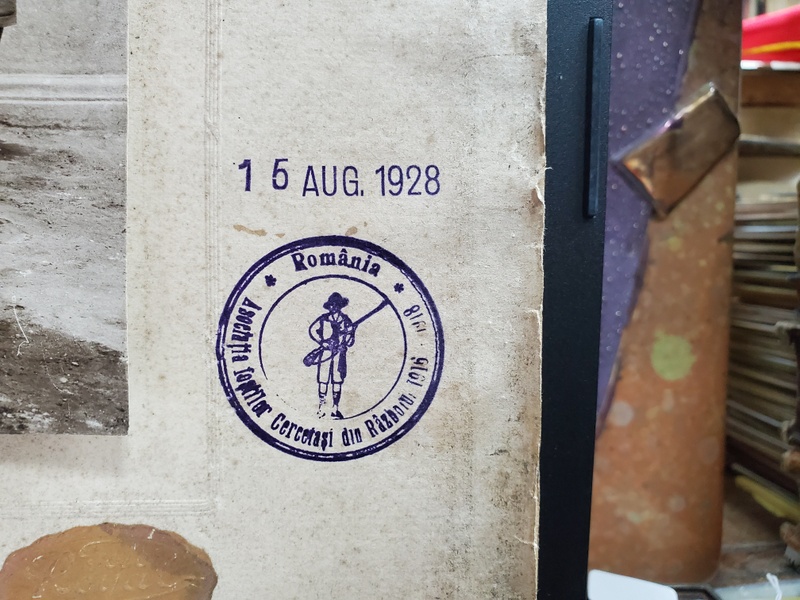 15 AUG. 1928
România
Asociația foștilor Cercetași din Războiul 1916 - 1918